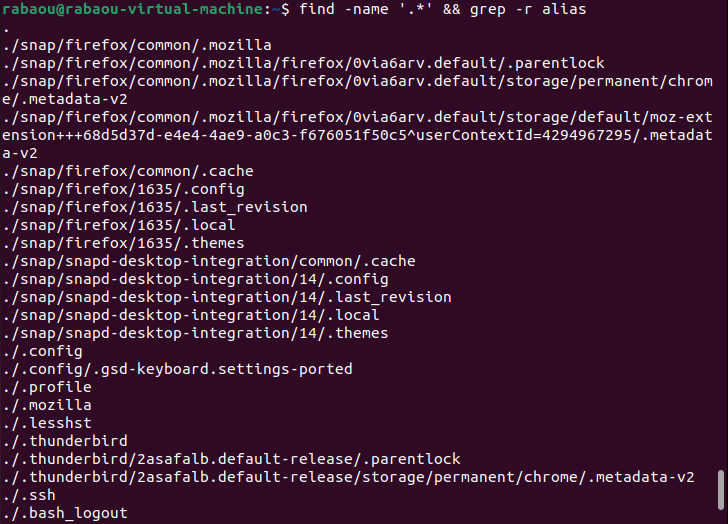 rabaou@rabaou-virtual-machine:~$ find -name '.*' && grep -r alias
.
./snap/firefox/common/.mozilla
./snap/firefox/common/.mozilla/firefox/0via6arv.default/.parentlock
./snap/firefox/common/.mozilla/firefox/0via6arv.default/storage/permanent/chrom
e/.metadata-v2
./snap/firefox/common/.mozilla/firefox/0via6arv.default/storage/default/moz-ext
ension+++68d5d37d-e4e4-4ae9-a0c3-f676051f50c5^userContextId=4294967295/.metadat
a-v2
./snap/firefox/common/.cache
./snap/firefox/1635/.config
./snap/firefox/1635/.last_revision
./snap/firefox/1635/.local
./snap/firefox/1635/.themes
./snap/snapd-desktop-integration/common/.cache
./snap/snapd-desktop-integration/14/.config
./snap/snapd-desktop-integration/14/.last_revision
./snap/snapd-desktop-integration/14/.local
./snap/snapd-desktop-integration/14/.themes
./.config
./.config/.gsd-keyboard.settings-ported
./.profile
./.mozilla
./.lesshst
./.thunderbird
./.thunderbird/2asafalb.default-release/.parentlock
./.thunderbird/2asafalb.default-release/storage/permanent/chrome/.metadata-v2
./.ssh
./.bash_logout